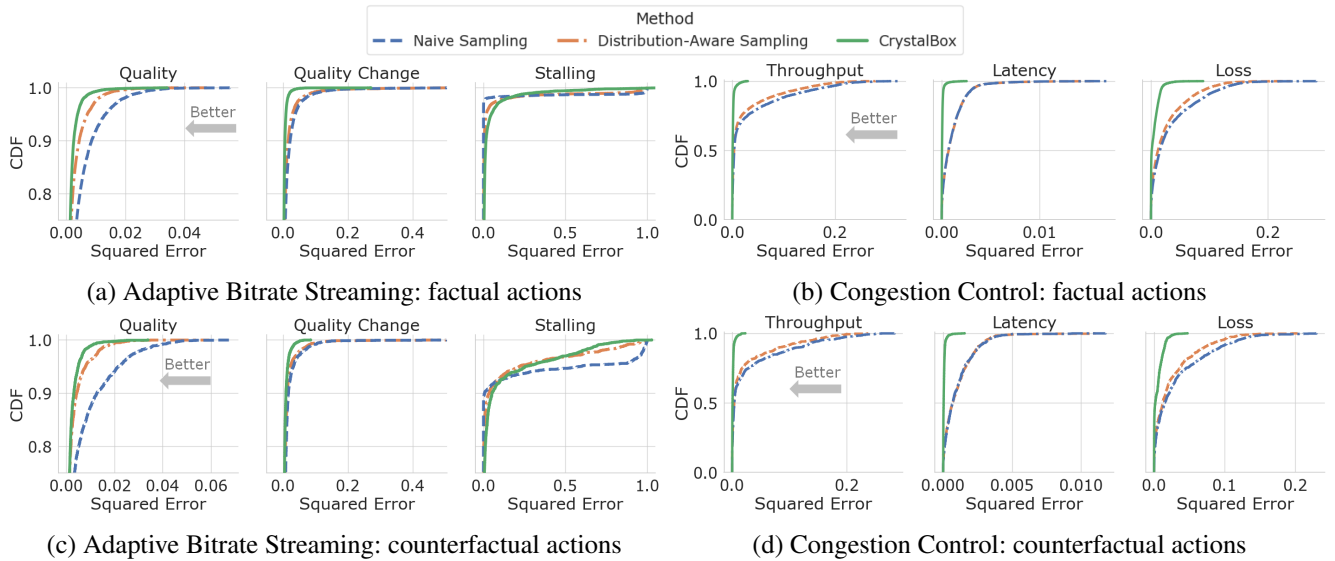 Method
Naive Sampling
Distribution-Aware Sampling
CrystalBox
Quality
Quality Change
Stalling
CDF
1.0
0.9
0.8
Better
0.00
0.02
0.04
0.0
0.2
0.4
0.0
0.5
1.0
Squared Error
Squared Error
Squared Error
(a) Adaptive Bitrate Streaming: factual actions
Throughput
Latency
Loss
CDF
1.0
0.5
0.0
Better
0.0
0.2
0.00
0.01
0.0
0.2
Squared Error
Squared Error
Squared Error
(b) Congestion Control: factual actions
Quality
Quality Change
Stalling
CDF
1.0
0.9
0.8
Better
0.00
0.02
0.04
0.06
0.0
0.2
0.4
0.0
0.5
1.0
Squared Error
Squared Error
Squared Error
(c) Adaptive Bitrate Streaming: counterfactual actions
Throughput
Latency
Loss
CDF
1.0
0.5
0.0
Better
0.0
0.2
0.000
0.005
0.010
0.0
0.1
0.2
Squared Error
Squared Error
Squared Error
(d) Congestion Control: counterfactual actions